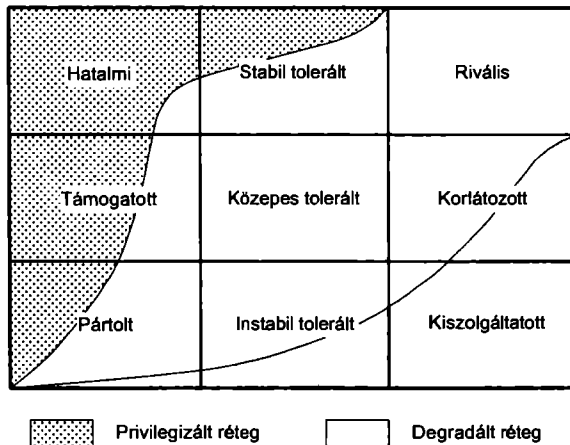 Hatalmi Stabil tolerált Rivális
Támogatott Közepes tolerált Korlátozott
Pártolt Instabil tolerált Kiszolgáltatott
Privilegizált réteg Degradált réteg